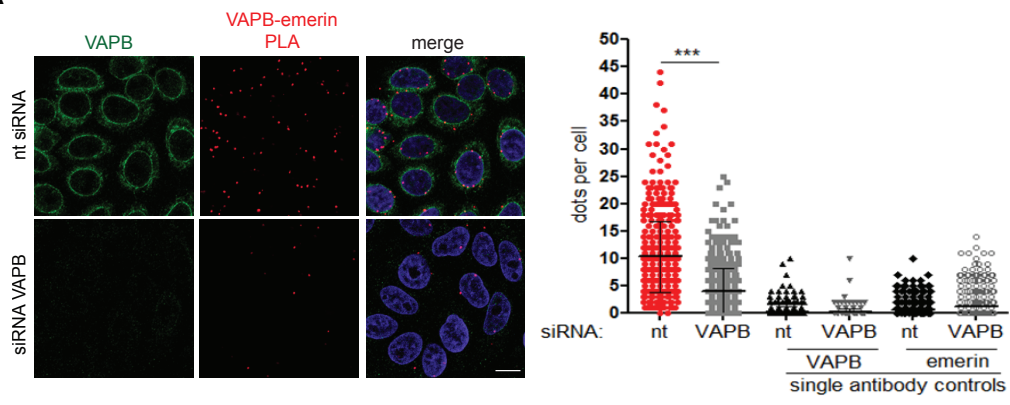 VAPB
VAPB-emerin
PLA
merge
nt siRNA
siRNA VAPB
50
45
40
35
30
25
20
15
10
5
0
dots per cell
***
siRNA: nt VAPB nt VAPB nt VAPB
VAPB emerin
single antibody controls